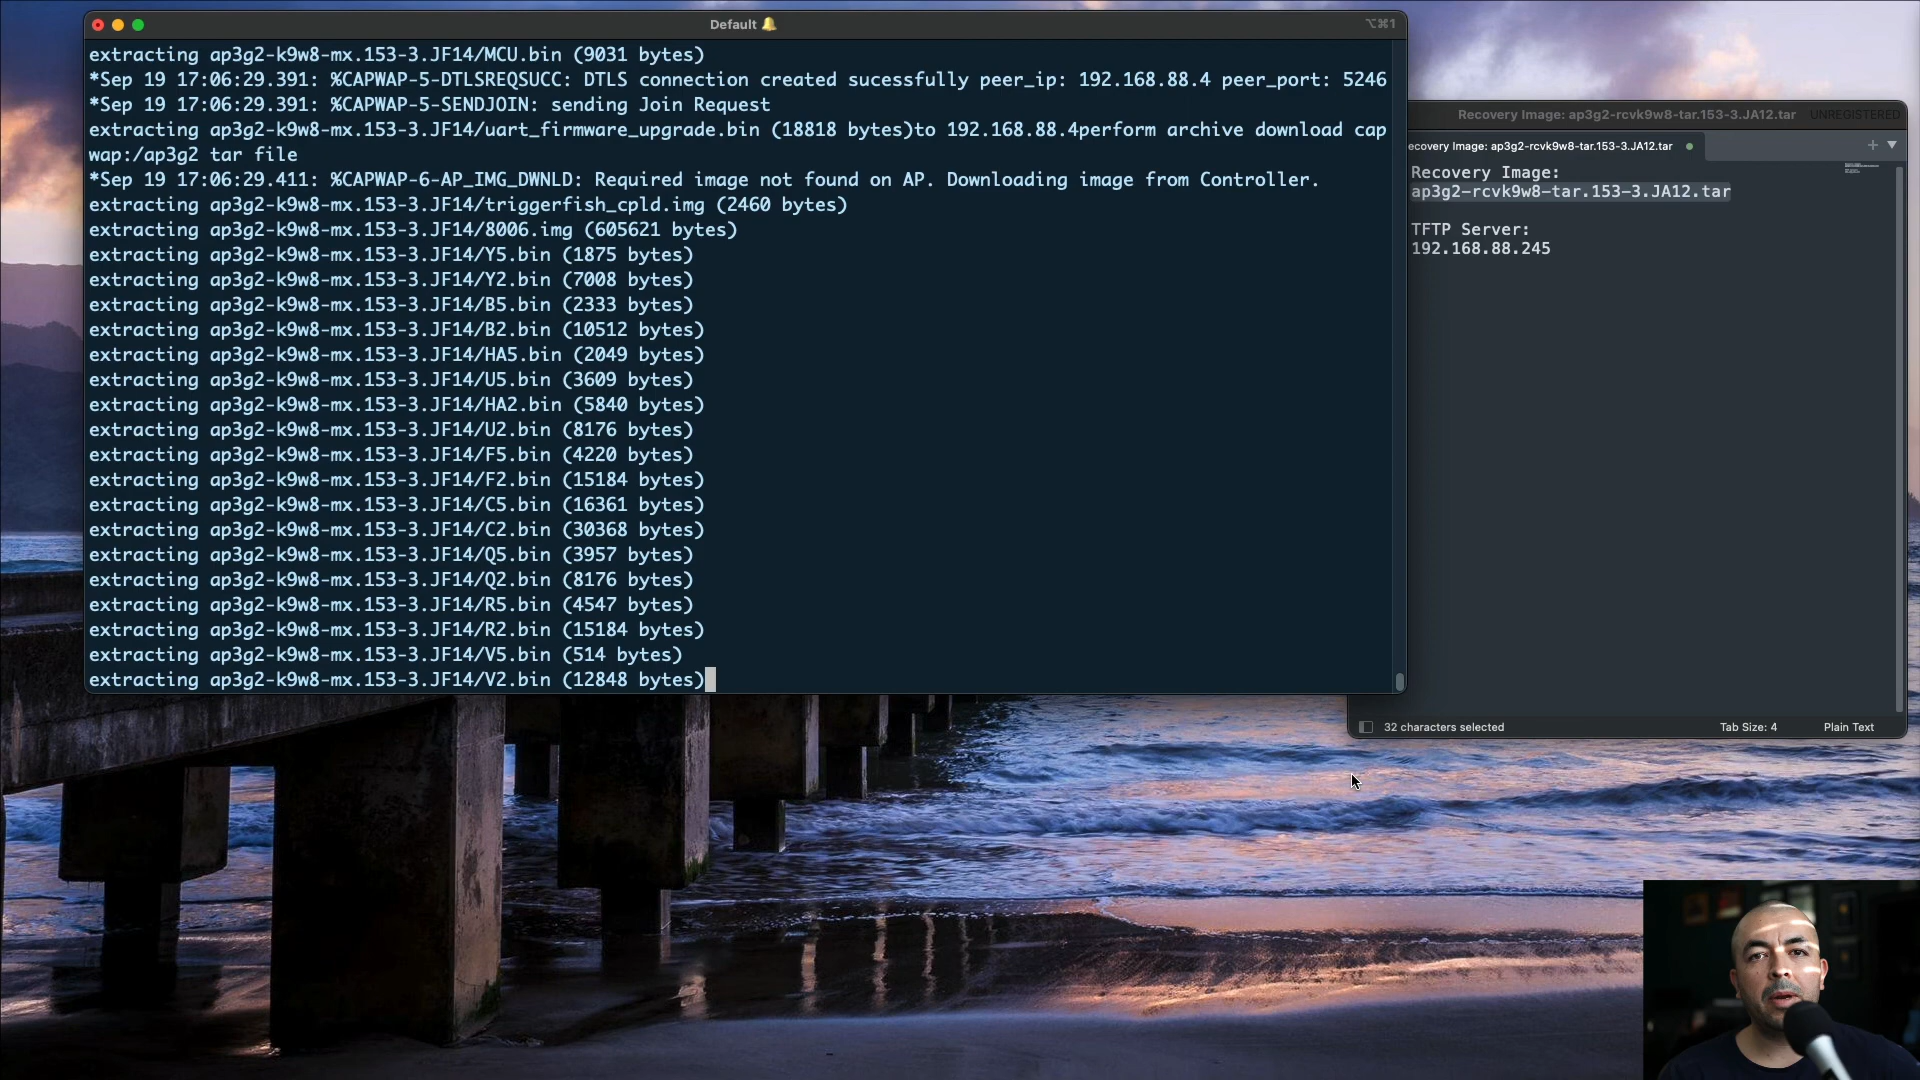 Default 🔔
⌥⌘1
extracting ap3g2-k9w8-mx.153-3.JF14/MCU.bin (9031 bytes)
*Sep 19 17:06:29.391: %CAPWAP-5-DTLSREQSUCC: DTLS connection created sucessfully peer_ip: 192.168.88.4 peer_port: 5246
*Sep 19 17:06:29.391: %CAPWAP-5-SENDJOIN: sending Join Request
extracting ap3g2-k9w8-mx.153-3.JF14/uart_firmware_upgrade.bin (18818 bytes)to 192.168.88.4perform archive download cap
wap:/ap3g2 tar file
*Sep 19 17:06:29.411: %CAPWAP-6-AP_IMG_DWNLD: Required image not found on AP. Downloading image from Controller.
extracting ap3g2-k9w8-mx.153-3.JF14/triggerfish_cpld.img (2460 bytes)
extracting ap3g2-k9w8-mx.153-3.JF14/8006.img (605621 bytes)
extracting ap3g2-k9w8-mx.153-3.JF14/Y5.bin (1875 bytes)
extracting ap3g2-k9w8-mx.153-3.JF14/Y2.bin (7008 bytes)
extracting ap3g2-k9w8-mx.153-3.JF14/B5.bin (2333 bytes)
extracting ap3g2-k9w8-mx.153-3.JF14/B2.bin (10512 bytes)
extracting ap3g2-k9w8-mx.153-3.JF14/HA5.bin (2049 bytes)
extracting ap3g2-k9w8-mx.153-3.JF14/U5.bin (3609 bytes)
extracting ap3g2-k9w8-mx.153-3.JF14/HA2.bin (5840 bytes)
extracting ap3g2-k9w8-mx.153-3.JF14/U2.bin (8176 bytes)
extracting ap3g2-k9w8-mx.153-3.JF14/F5.bin (4220 bytes)
extracting ap3g2-k9w8-mx.153-3.JF14/F2.bin (15184 bytes)
extracting ap3g2-k9w8-mx.153-3.JF14/C5.bin (16361 bytes)
extracting ap3g2-k9w8-mx.153-3.JF14/C2.bin (30368 bytes)
extracting ap3g2-k9w8-mx.153-3.JF14/Q5.bin (3957 bytes)
extracting ap3g2-k9w8-mx.153-3.JF14/Q2.bin (8176 bytes)
extracting ap3g2-k9w8-mx.153-3.JF14/R5.bin (4547 bytes)
extracting ap3g2-k9w8-mx.153-3.JF14/R2.bin (15184 bytes)
extracting ap3g2-k9w8-mx.153-3.JF14/V5.bin (514 bytes)
extracting ap3g2-k9w8-mx.153-3.JF14/V2.bin (12848 bytes)
Recovery Image: ap3g2-rcvk9w8-tar.153-3.JA12.tar UNREGISTERED
ecovery Image: ap3g2-rcvk9w8-tar.153-3.JA12.tar
Recovery Image:
ap3g2-rcvk9w8-tar.153-3.JA12.tar
TFTP Server:
192.168.88.245
32 characters selected
Tab Size: 4
Plain Text